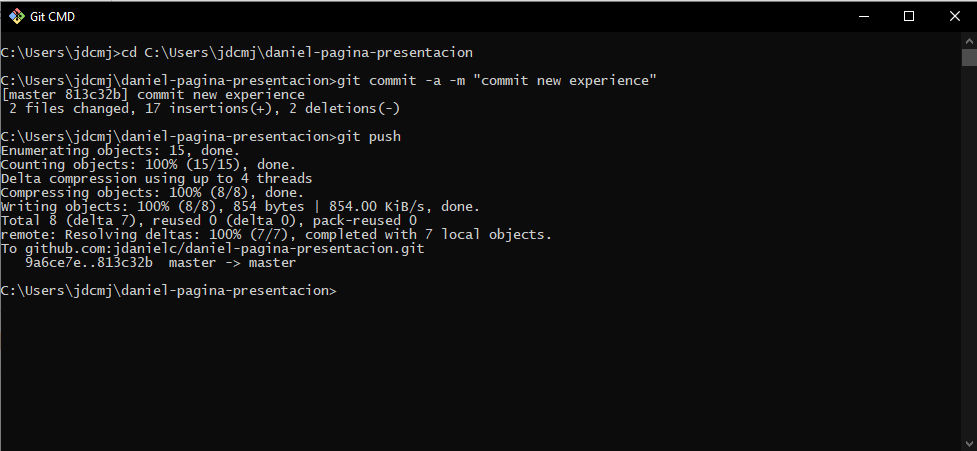 Git CMD
C:\Users\jdcmj>cd C:\Users\jdcmj\daniel-pagina-presentacion
C:\Users\jdcmj\daniel-pagina-presentacion>git commit -a -m "commit new experience"
[master 813c32b] commit new experience
 2 files changed, 17 insertions(+), 2 deletions(-)
C:\Users\jdcmj\daniel-pagina-presentacion>git push
Enumerating objects: 15, done.
Counting objects: 100% (15/15), done.
Delta compression using up to 4 threads
Compressing objects: 100% (8/8), done.
Writing objects: 100% (8/8), 854 bytes | 854.00 KiB/s, done.
Total 8 (delta 7), reused 0 (delta 0), pack-reused 0
remote: Resolving deltas: 100% (7/7), completed with 7 local objects.
To github.com:jdanielc/daniel-pagina-presentacion.git
   9a6ce7e..813c32b  master -> master
C:\Users\jdcmj\daniel-pagina-presentacion>